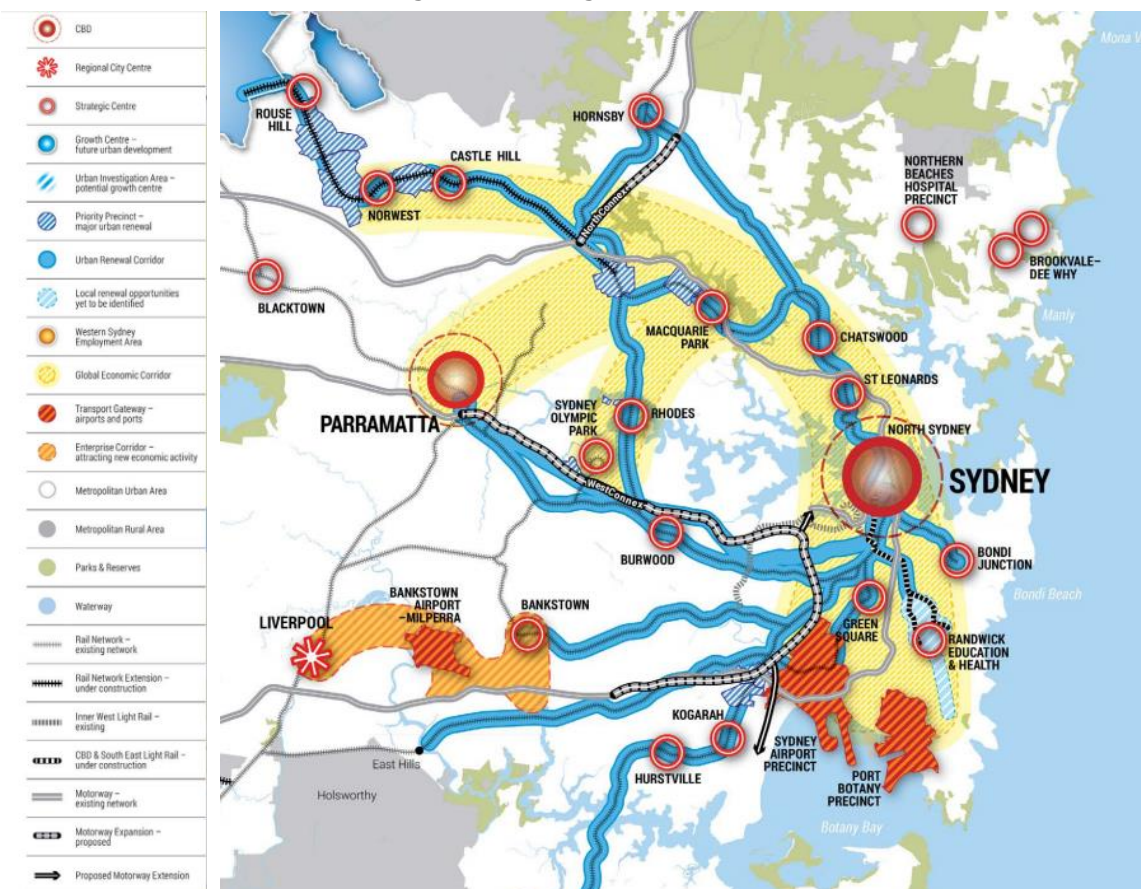 CBD
Regional City Centre
Strategic Centre
Growth Centre –
future urban development
Urban Investigation Area –
potential growth centre
Priority Precinct –
major urban renewal
Urban Renewal Corridor
Local renewal opportunities
yet to be identified
Western Sydney
Employment Area
Global Economic Corridor
Transport Gateway –
airports and ports
Enterprise Corridor –
attracting new economic activity
Metropolitan Urban Area
Metropolitan Rural Area
Parks & Reserves
Waterway
Rail Network –
existing network
Rail Network Extension –
under construction
Inner West Light Rail –
existing
CBD & South East Light Rail –
under construction
Motorway –
existing network
Motorway Expansion –
proposed
Proposed Motorway Extension
Mona V
ROUSE
HILL
HORNSBY
CASTLE HILL
NORWEST
NorthConnex
NORTHERN
BEACHES
HOSPITAL
PRECINCT
BROOKVALE–
DEE WHY
BLACKTOWN
Manly
MACQUARIE
PARK
CHATSWOOD
ST LEONARDS
PARRAMATTA
SYDNEY
OLYMPIC
PARK
RHODES
NORTH SYDNEY
SYDNEY
WestConnex
BURWOOD
BONDI
JUNCTION
Bondi Beach
BANKSTOWN
AIRPORT
–MILPERRA
BANKSTOWN
LIVERPOOL
GREEN
SQUARE
RANDWICK
EDUCATION
& HEALTH
KOGARAH
SYDNEY
AIRPORT
PRECINCT
HURSTVILLE
PORT
BOTANY
PRECINCT
East Hills
Holsworthy
Botany Bay